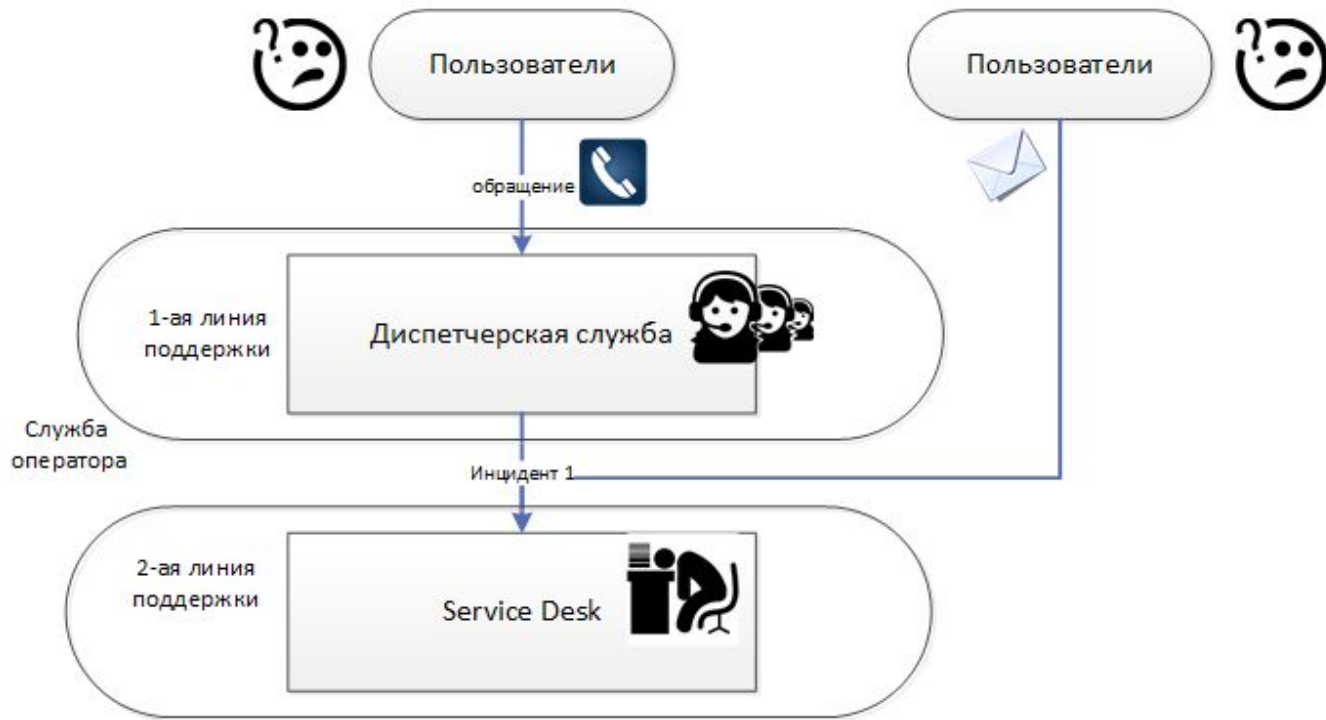 Пользователи
Пользователи
обращение
1-ая линия
поддержки
Диспетчерская служба
Служба
оператора
Инцидент 1
2-ая линия
поддержки
Service Desk